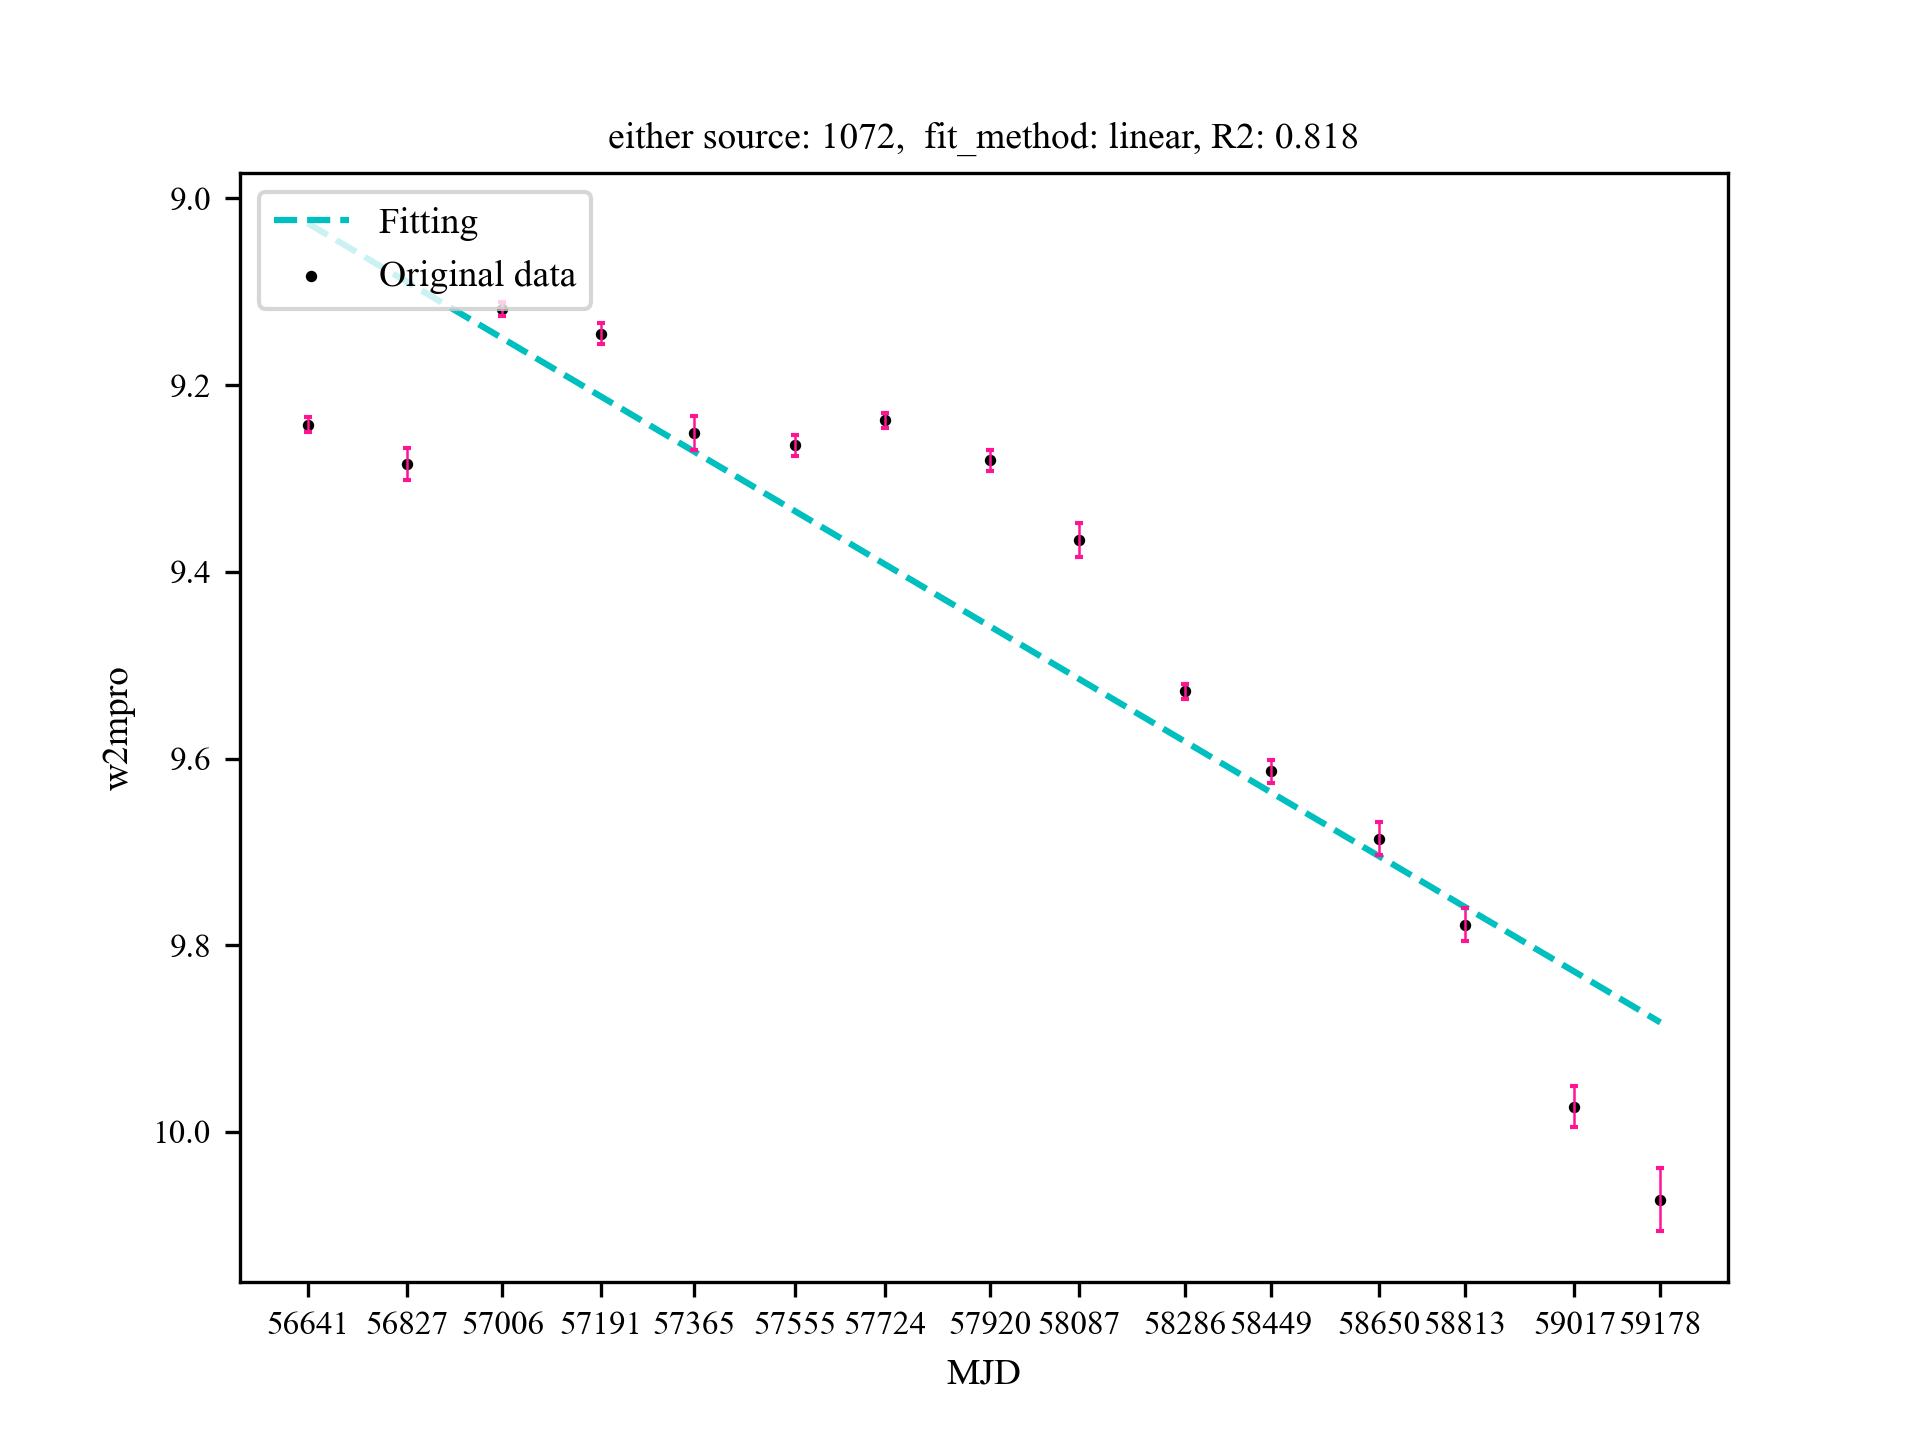 either source: 1072,  fit_method: linear, R2: 0.818
Fitting
Original data
9.0
9.2
9.4
9.6
9.8
10.0
w2mpro
56641 56827 57006 57191 57365 57555 57724 57920 58087 58286 58449 58650 58813 59017 59178
MJD